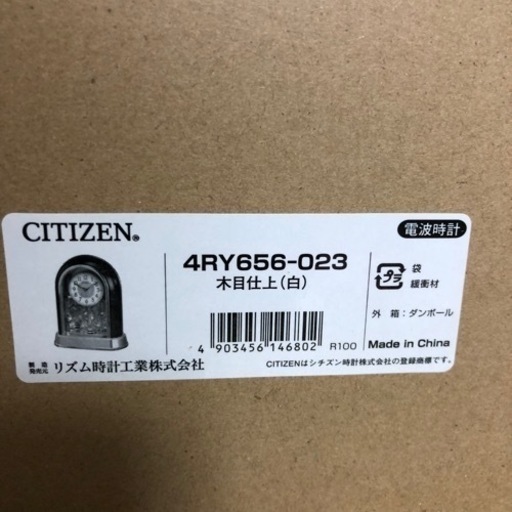 CITIZEN®
電波時計
4RY656-023
木目仕上(白)
プラ
袋
緩衝材
外 箱:ダンボール
4 903456 146802
R100
Made in China
製造
発売元
リズム時計工業株式会社
CITIZENはシチズン時計株式会社の登録商標です。